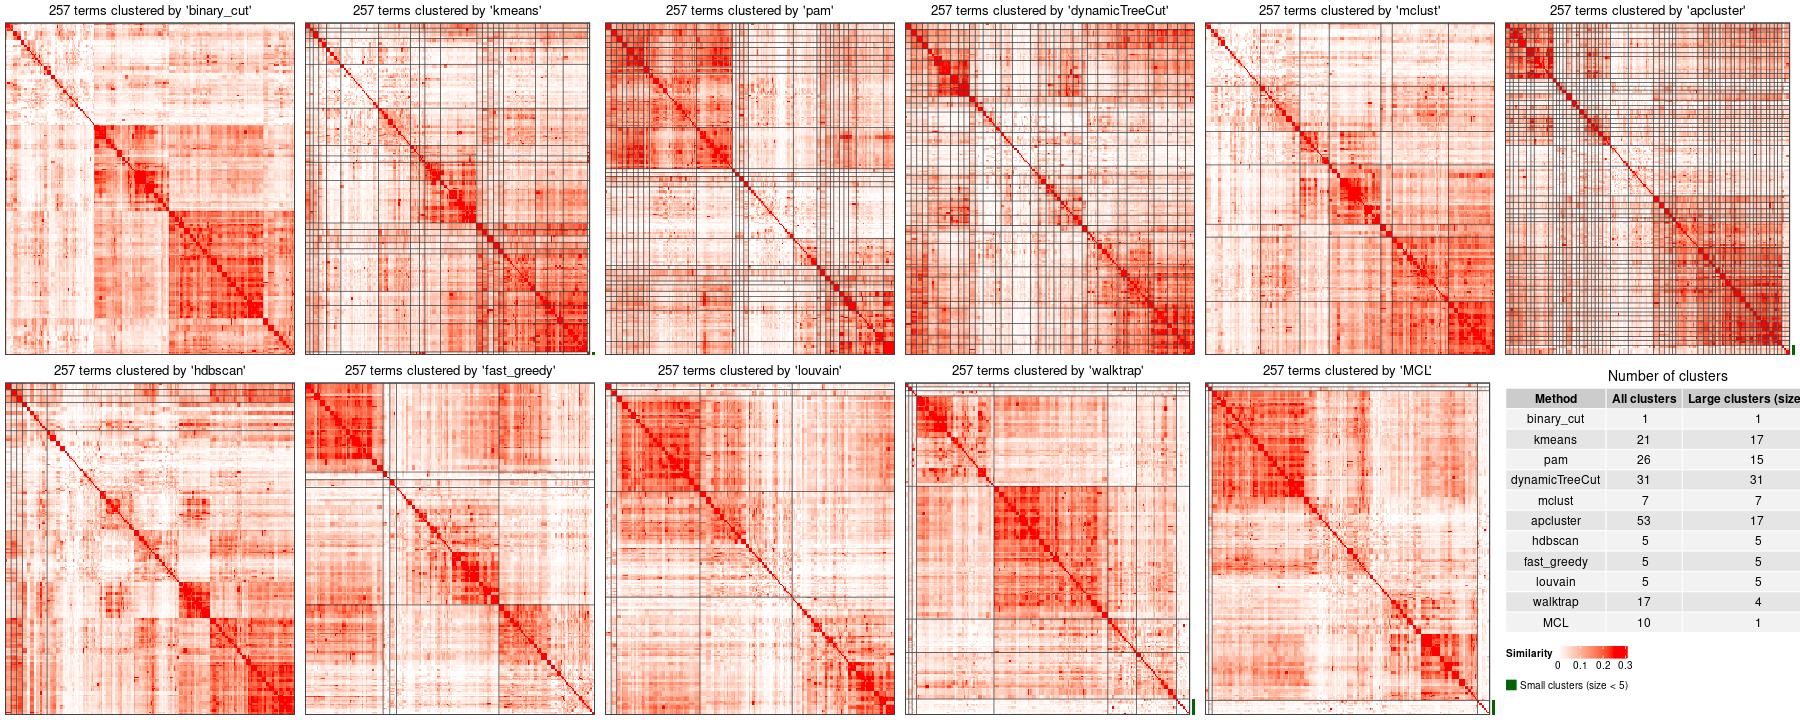 257 terms clustered by 'binary_cut'
257 terms clustered by 'kmeans'
257 terms clustered by 'pam'
257 terms clustered by 'dynamicTreeCut'
257 terms clustered by 'mclust'
257 terms clustered by 'apcluster'
257 terms clustered by 'hdbscan'
257 terms clustered by 'fast_greedy'
257 terms clustered by 'louvain'
257 terms clustered by 'walktrap'
257 terms clustered by 'MCL'
Number of clusters
Method All clusters Large clusters (size
binary_cut 1 1
kmeans 21 17
pam 26 15
dynamicTreeCut 31 31
mclust 7 7
apcluster 53 17
hdbscan 5 5
fast_greedy 5 5
louvain 5 5
walktrap 17 4
MCL 10 1
Similarity
0 0.1 0.2 0.3
Small clusters (size < 5)